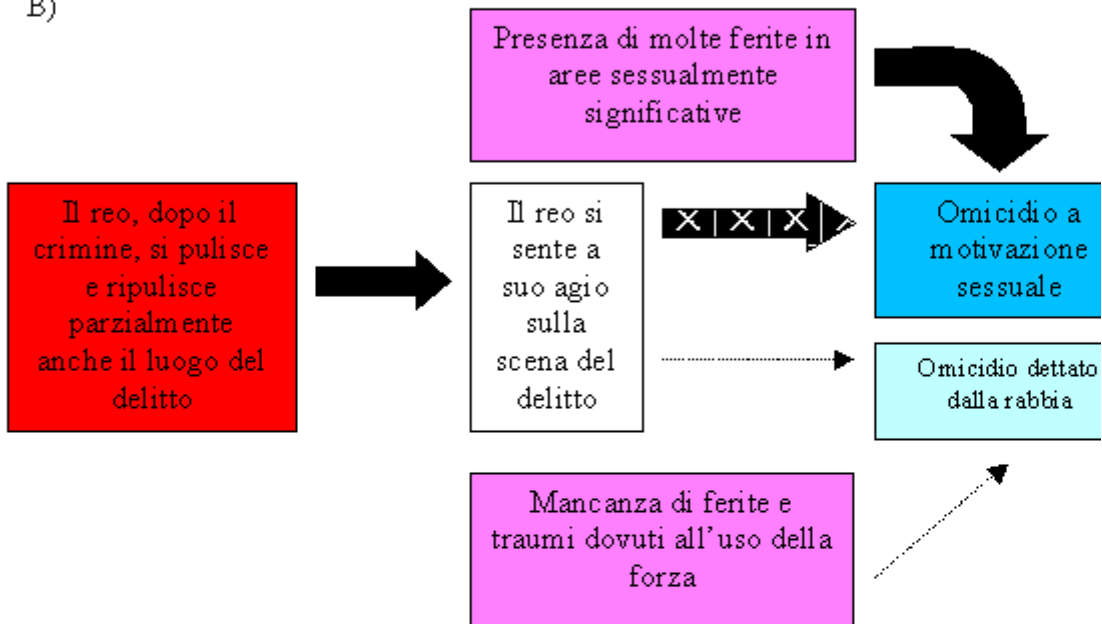 B)
Presenza di molte ferite in
aree sessualmente
significative
Il reo, dopo il
crimine, si pulisce
e ripulisce
parzialmente
anche il luogo del
delitto
Il reo si
sente a
suo agio
sulla
scena del
delitto
X | X | X
Omicidio a
motivazione
sessuale
Omicidio dettato
dalla rabbia
Mancanza di ferite e
traumi dovuti all'uso della
forza